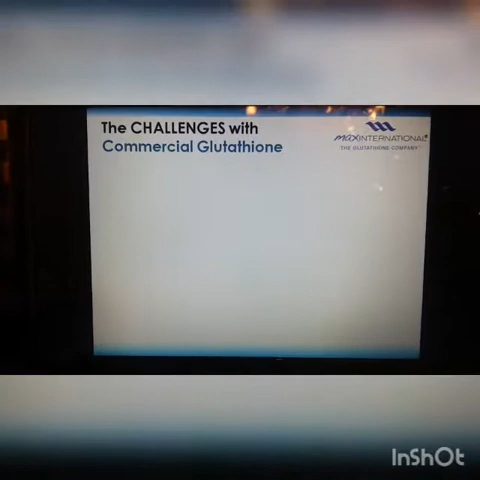 The CHALLENGES with
Commercial Glutathione
maxINTERNATIONAL®
THE GLUTATHIONE COMPANY
InShOt